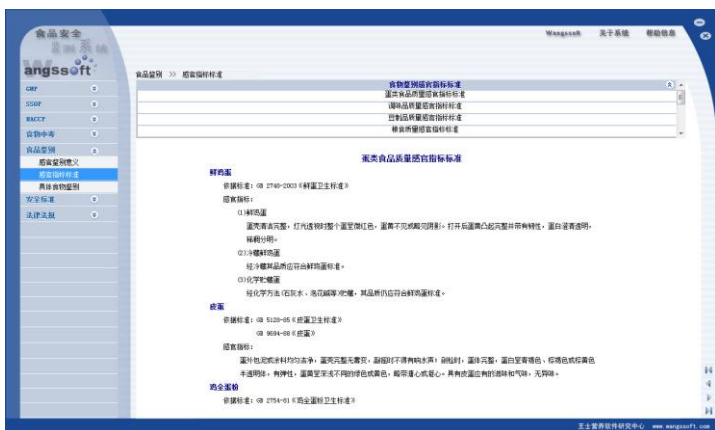 食品安全
angssoft
Wangssoft 关于系统 帮助信息
食品鉴别 >> 感官指标标准
GMP
SSOP
HACCP
食物中毒
食品鉴别
感官鉴别意义
感官指标标准
具体食物鉴别
安全标准
法律法规
食物鉴别感官指标标准
蛋类食品质量感官指标标准
调味品质量感官指标标准
豆制品质量感官指标标准
粮食质量感官指标标准
蛋类食品质量感官指标标准
鲜鸡蛋
依据标准：GB 2748-2003《鲜蛋卫生标准》
感官指标：
(1)鲜鸡蛋
蛋壳清洁完整，灯光透视时整个蛋呈微红色，蛋黄不见或略见阴影。打开后蛋黄凸起完整并带有韧性，蛋白澄清透明，
稀稠分明。
(2)冷藏鲜鸡蛋
经冷藏其品质应符合鲜鸡蛋标准。
(3)化学贮藏蛋
经化学方法(石灰水、泡花碱等)贮藏，其品质仍应符合鲜鸡蛋标准。
皮蛋
依据标准：GB 5128-85《皮蛋卫生标准》
GB 9694-88《皮蛋》
感官指标：
蛋外包泥或涂料均匀洁净，蛋壳完整无霉变，敲摇时不得有响水声；剖检时，蛋体完整，蛋白呈青褐色、棕褐色或棕黄色
半透明体，有弹性，蛋黄呈深浅不同的绿色或黄色，略带溏心或凝心。具有皮蛋应有的滋味和气味，无异味。
鸡全蛋粉
依据标准：GB 2754-81《鸡全蛋粉卫生标准》
王士营养软件研究中心 www.wangssoft.com